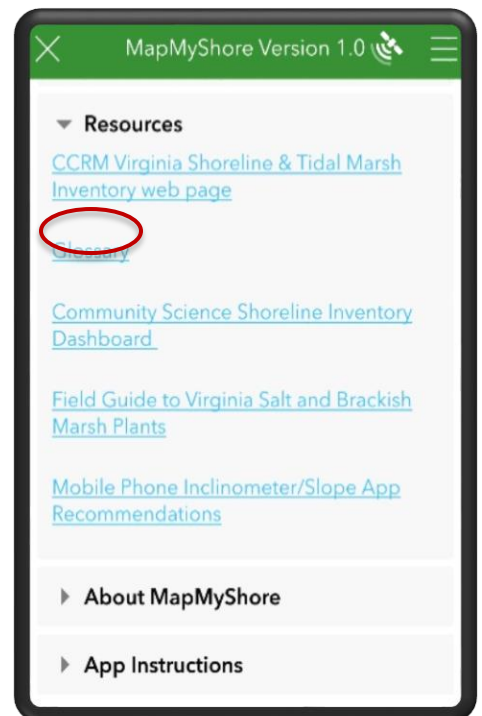 MapMyShore Version 1.0
Resources
CCRM Virginia Shoreline & Tidal Marsh
Inventory web page
Glossary
Community Science Shoreline Inventory
Dashboard
Field Guide to Virginia Salt and Brackish
Marsh Plants
Mobile Phone Inclinometer/Slope App
Recommendations
About MapMyShore
App Instructions